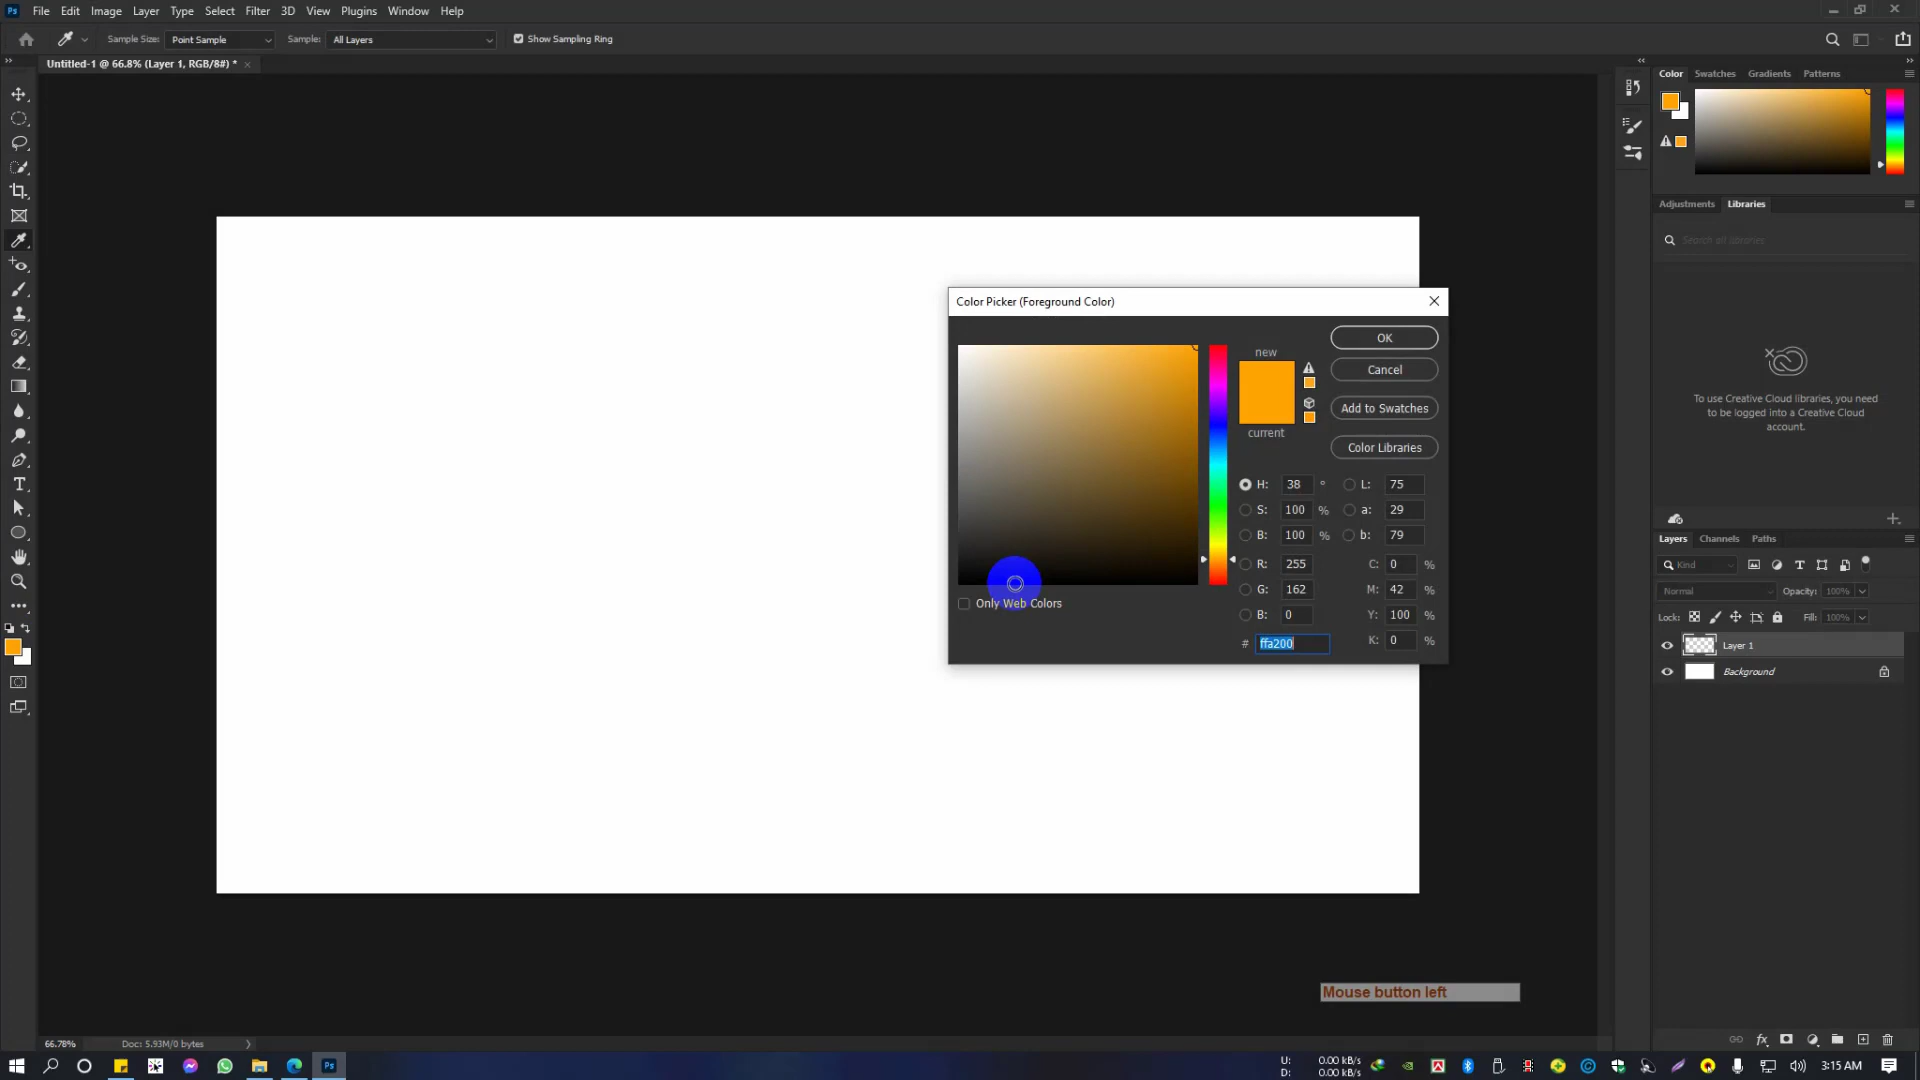 Ps File Edit Image Layer Type Select Filter 3D View Plugins Window Help
Sample Size: Point Sample Sample: All Layers Show Sampling Ring
Untitled-1 @ 66.8% (Layer 1, RGB/8#) * ×
Color Swatches Gradients Patterns
Adjustments Libraries
Search all libraries
To use Creative Cloud libraries, you need
to be logged into a Creative Cloud
account.
Color Picker (Foreground Color)
new
current
OK
Cancel
Add to Swatches
Color Libraries
H: 38 ° L: 75
S: 100 % a: 29
B: 100 % b: 79
R: 255 C: 0 %
G: 162 M: 42 %
B: 0 Y: 100 %
# ffa200 K: 0 %
Only Web Colors
Layers Channels Paths
Kind
Normal Opacity: 100%
Lock: Fill: 100%
Layer 1
Background
Mouse button left
66.78% Doc: 5.93M/0 bytes
U: 0.00 kB/s
D: 0.00 kB/s
Ps
3:15 AM